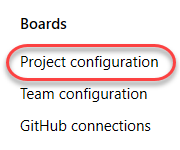 Boards
Project configuration
Team configuration
GitHub connections